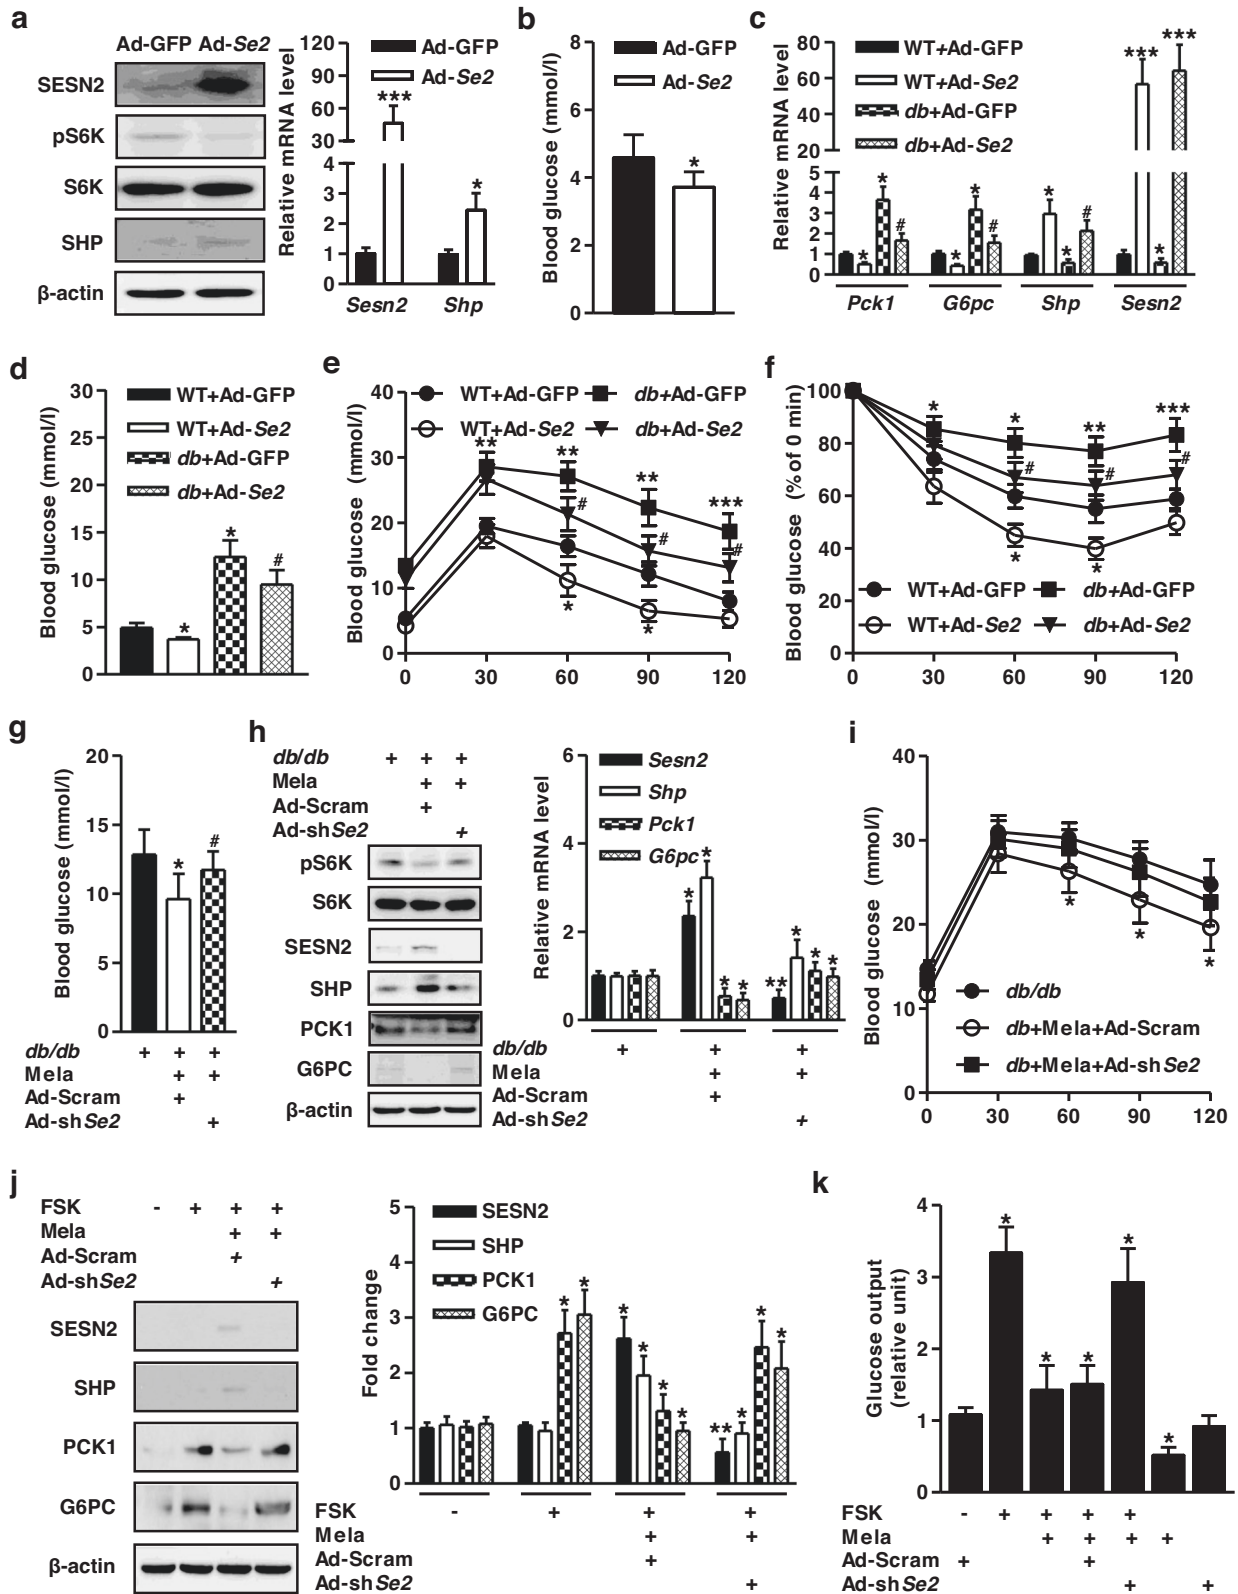 a
Ad-GFP Ad-Se2
SESN2
pS6K
S6K
SHP
β-actin
Relative mRNA level
120
90
60
30
4
3
2
1
0
Ad-GFP
Ad-Se2
***
*
Sesn2 Shp
b
Blood glucose (mmol/l)
8
6
4
2
0
Ad-GFP
Ad-Se2
*
c
Relative mRNA level
80
60
40
20
5
4
3
2
1
0
WT+Ad-GFP
WT+Ad-Se2
db+Ad-GFP
db+Ad-Se2
*** ***
* * # * * # * * # *
Pck1 G6pc Shp Sesn2
d
Blood glucose (mmol/l)
30
25
20
15
10
5
0
WT+Ad-GFP
WT+Ad-Se2
db+Ad-GFP
db+Ad-Se2
* * #
e
Blood glucose (mmol/l)
40
30
20
10
0
WT+Ad-GFP db+Ad-GFP
WT+Ad-Se2 db+Ad-Se2
** ** ** ***
# # #
* *
0 30 60 90 120
f
Blood glucose (% of 0 min)
100
80
60
40
20
0
* * ** ***
# # #
* *
WT+Ad-GFP db+Ad-GFP
WT+Ad-Se2 db+Ad-Se2
0 30 60 90 120
g
Blood glucose (mmol/l)
20
15
10
5
0
* #
db/db + + +
Mela + +
Ad-Scram +
Ad-shSe2 +
h
db/db + + +
Mela + +
Ad-Scram +
Ad-shSe2 +
pS6K
S6K
SESN2
SHP
PCK1
G6PC
β-actin
Relative mRNA level
6
4
2
0
Sesn2
Shp
Pck1
G6pc
* * * * ** * * *
db/db + + +
Mela + +
Ad-Scram +
Ad-shSe2 +
i
Blood glucose (mmol/l)
40
30
20
10
0
* * *
db/db
db+Mela+Ad-Scram
db+Mela+Ad-shSe2
0 30 60 90 120
j
FSK - + + +
Mela + +
Ad-Scram +
Ad-shSe2 +
SESN2
SHP
PCK1
G6PC
β-actin
Fold change
5
4
3
2
1
0
SESN2
SHP
PCK1
G6PC
* * * * * * ** * * *
FSK - + + +
Mela + +
Ad-Scram +
Ad-shSe2 +
k
Glucose output
(relative unit)
4
3
2
1
0
* * * * *
FSK - + + + +
Mela + + + +
Ad-Scram + +
Ad-shSe2 + +